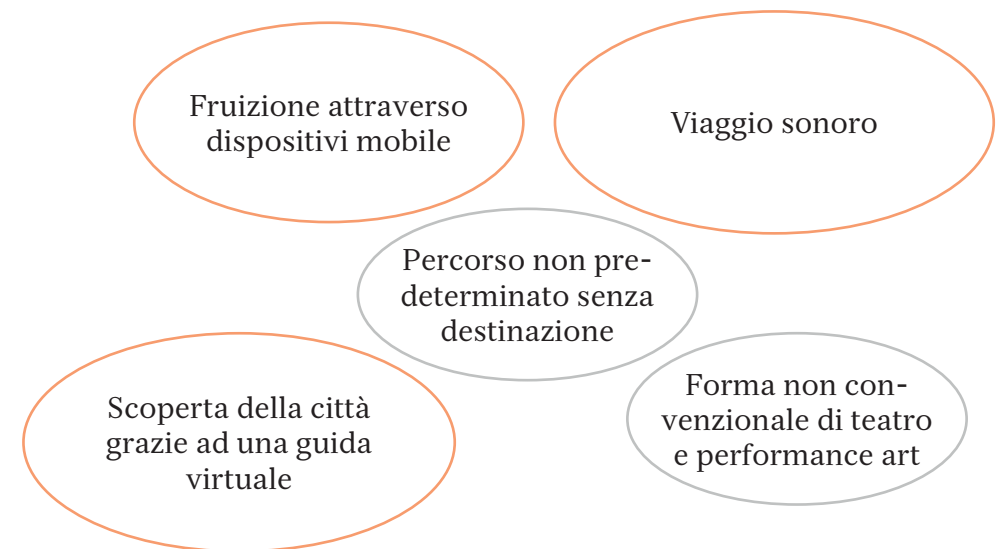 Fruizione attraverso
dispositivi mobile
Viaggio sonoro
Percorso non pre-
determinato senza
destinazione
Scoperta della città
grazie ad una guida
virtuale
Forma non con-
venzionale di teatro
e performance art